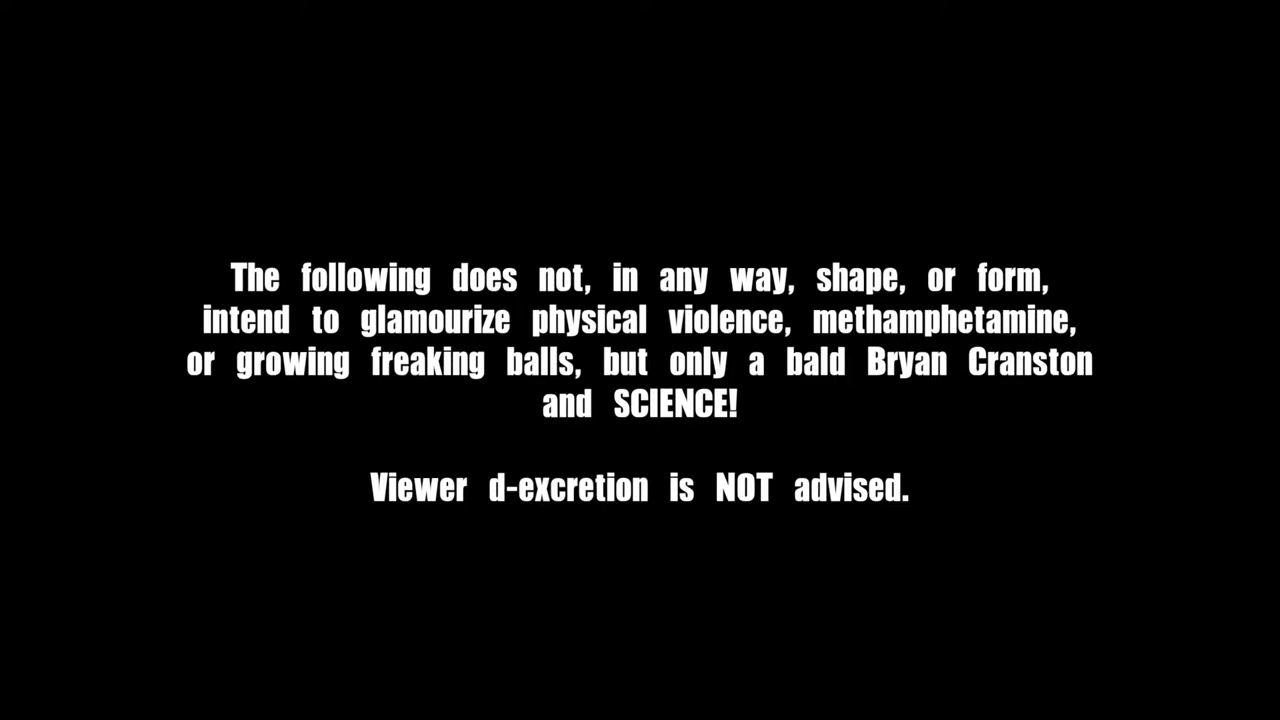 The following does not, in any way, shape, or form,
intend to glamourize physical violence, methamphetamine,
or growing freaking balls, but only a bald Bryan Cranston
and SCIENCE!
Viewer d-excretion is NOT advised.